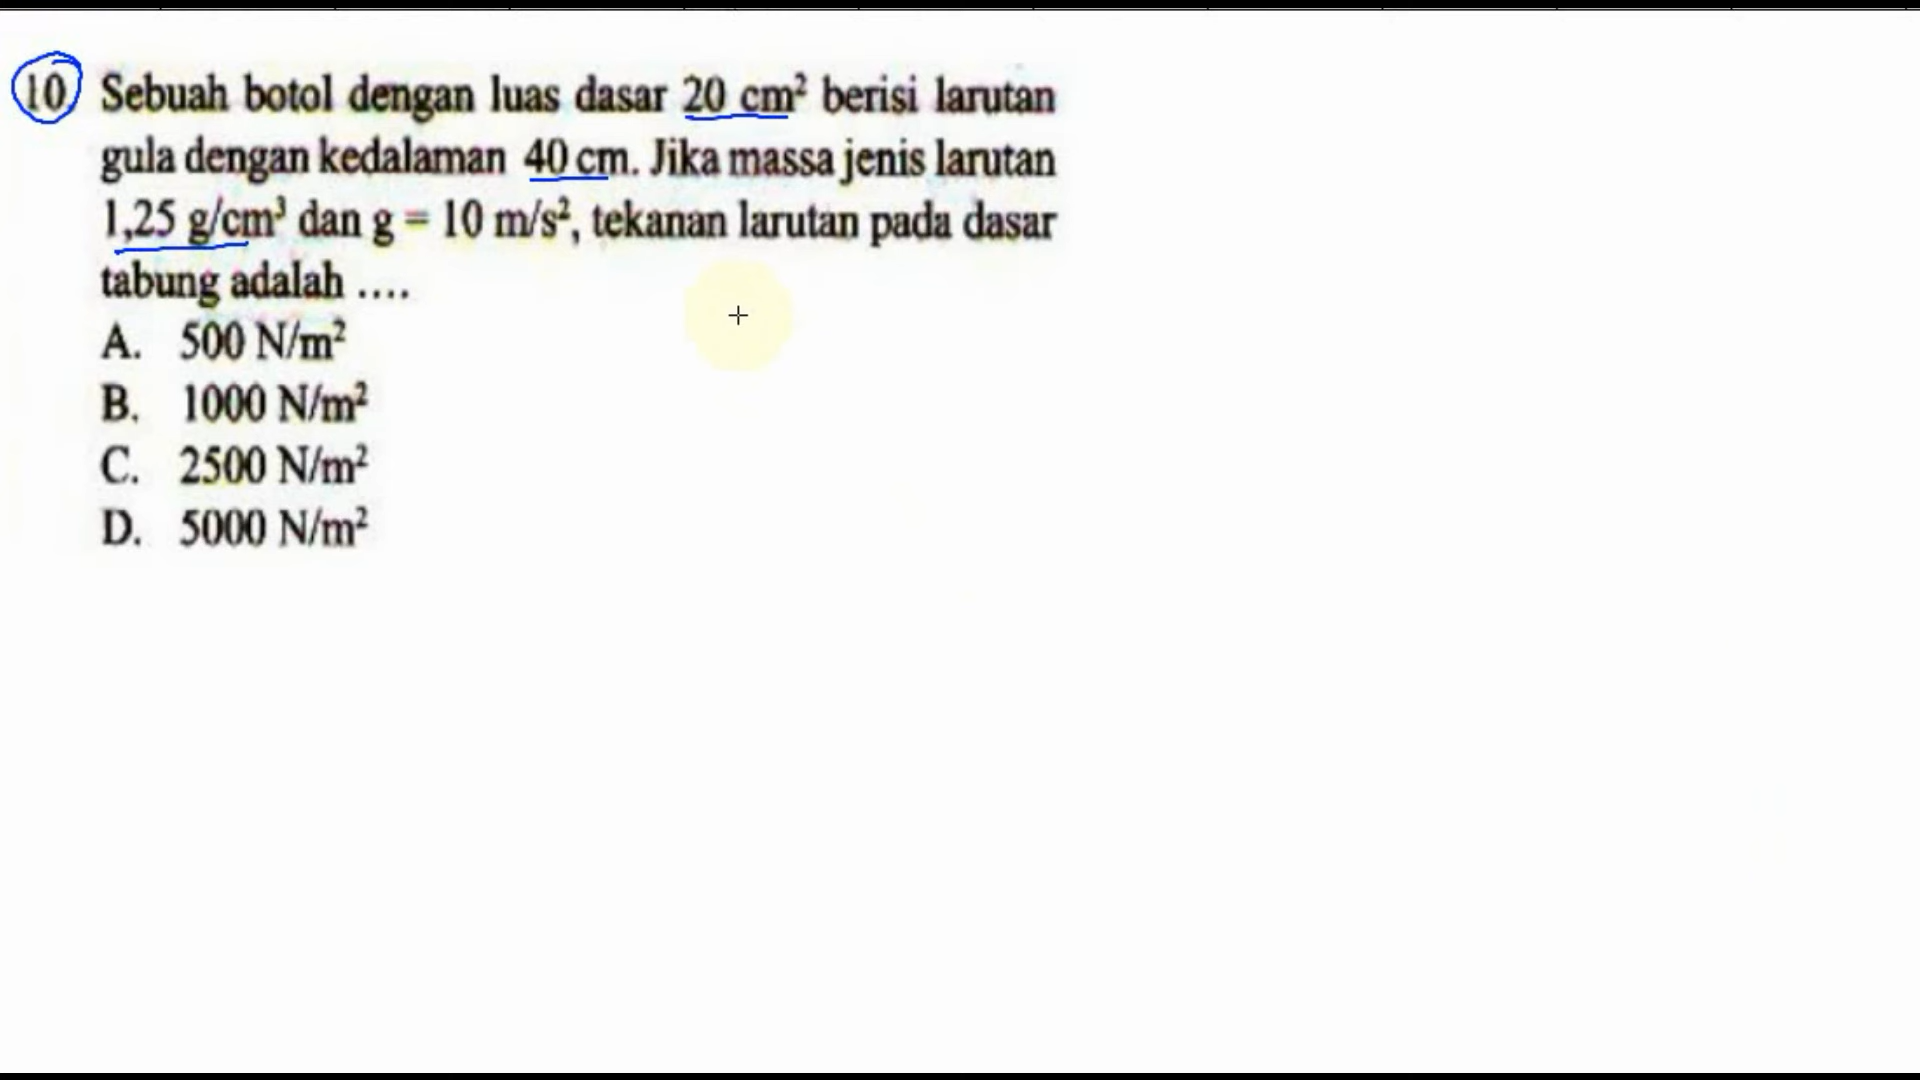 10 Sebuah botol dengan luas dasar 20 cm² berisi larutan
gula dengan kedalaman 40 cm. Jika massa jenis larutan
1,25 g/cm³ dan g = 10 m/s², tekanan larutan pada dasar
tabung adalah ....
A. 500 N/m²
B. 1000 N/m²
C. 2500 N/m²
D. 5000 N/m²